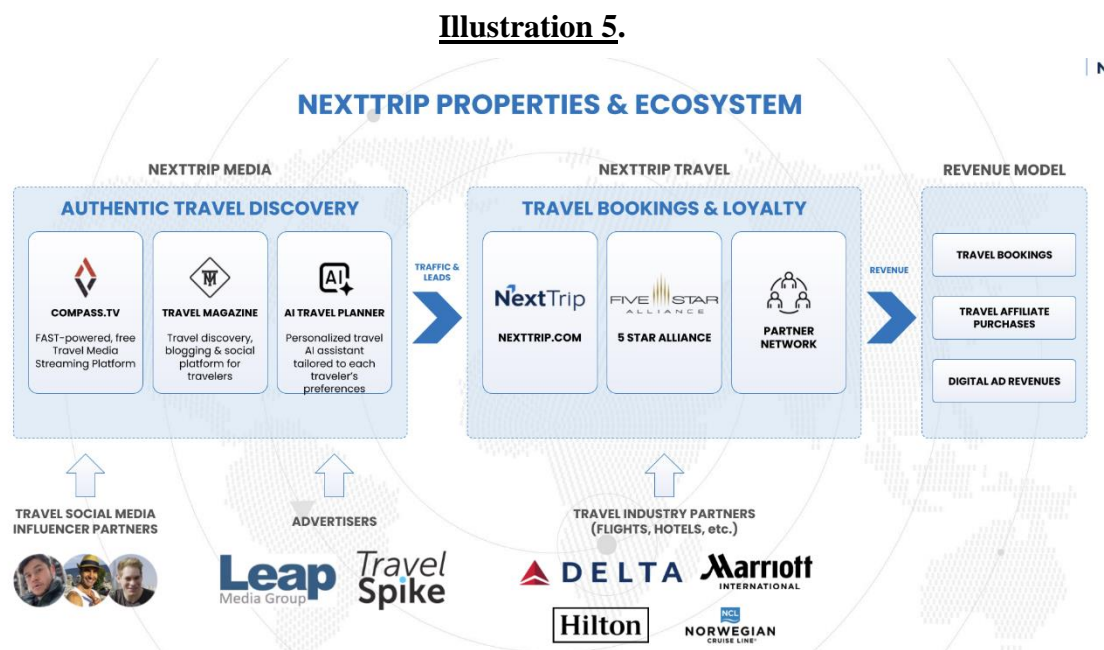 Illustration 5.
N
NEXTTRIP PROPERTIES & ECOSYSTEM
NEXTTRIP MEDIA
AUTHENTIC TRAVEL DISCOVERY
COMPASS.TV
FAST-powered, free
Travel Media
Streaming Platform
TM
TRAVEL MAGAZINE
Travel discovery,
blogging & social
platform for
travelers
AI
AI TRAVEL PLANNER
Personalized travel
AI assistant
tailored to each
traveler's
preferences
TRAFFIC &
LEADS
NEXTTRIP TRAVEL
TRAVEL BOOKINGS & LOYALTY
NextTrip
NEXTTRIP.COM
FIVE STAR
ALLIANCE
5 STAR ALLIANCE
PARTNER
NETWORK
REVENUE
REVENUE MODEL
TRAVEL BOOKINGS
TRAVEL AFFILIATE
PURCHASES
DIGITAL AD REVENUES
TRAVEL SOCIAL MEDIA
INFLUENCER PARTNERS
ADVERTISERS
Leap
Media Group
Travel
Spike
TRAVEL INDUSTRY PARTNERS
(FLIGHTS, HOTELS, etc.)
DELTA
Marriott
INTERNATIONAL
Hilton
NCL
NORWEGIAN
CRUISE LINE®